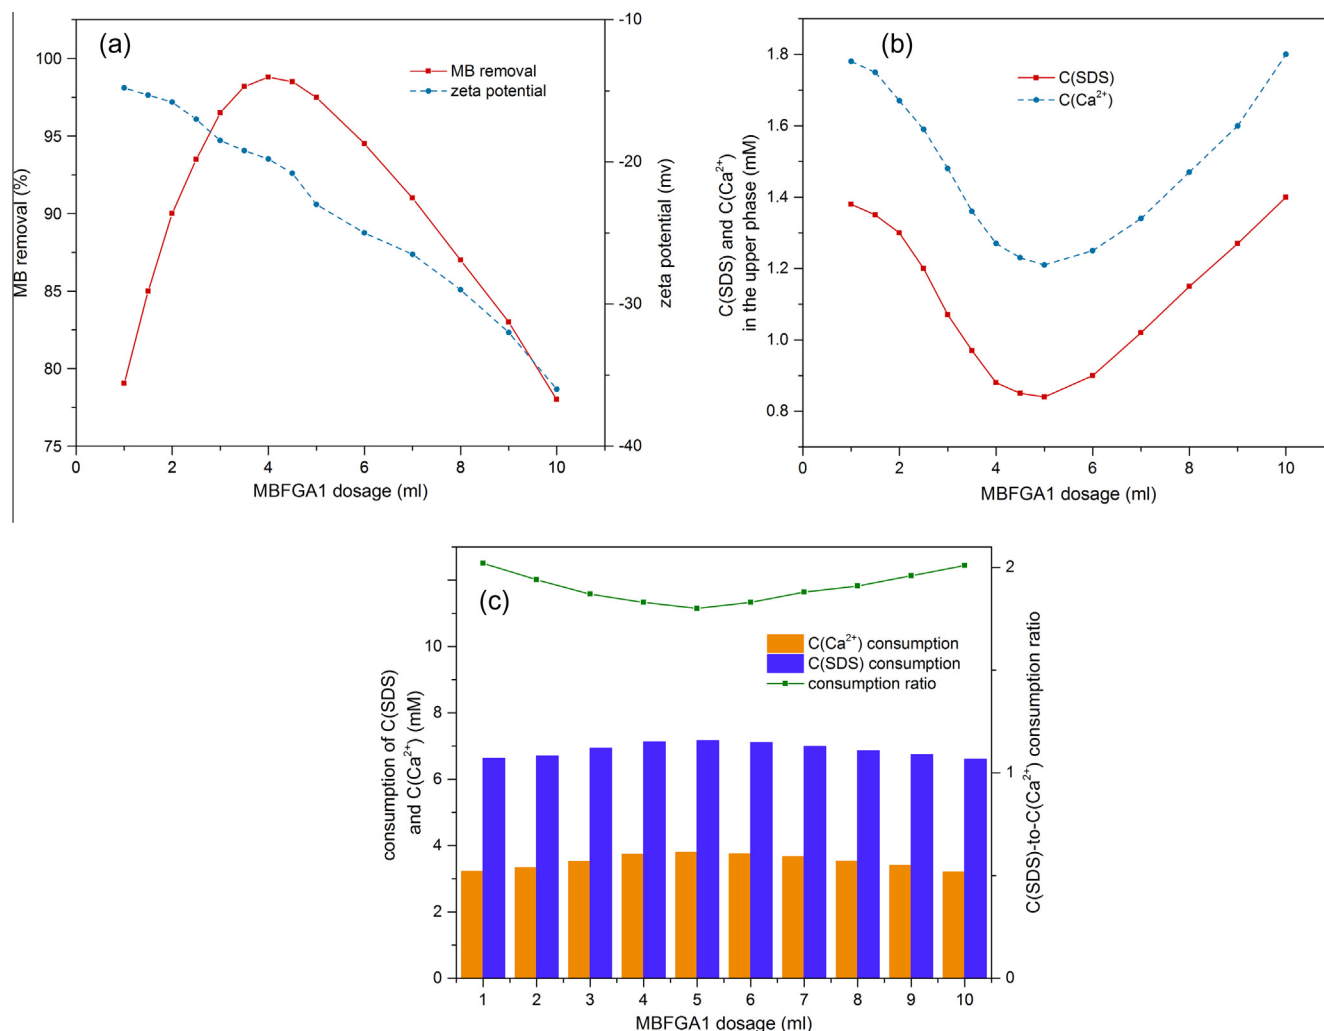 (a)
MB removal
zeta potential
MB removal (%)
100
95
90
85
80
75
0 2 4 6 8 10
MBFGA1 dosage (ml)
-10
-20
-30
-40
zeta potential (mv)
(b)
C(SDS)
C(Ca²⁺)
C(SDS) and C(Ca²⁺)
in the upper phase (mM)
1.8
1.6
1.4
1.2
1.0
0.8
0 2 4 6 8 10
MBFGA1 dosage (ml)
(c)
C(Ca²⁺) consumption
C(SDS) consumption
consumption ratio
consumption of C(SDS)
and C(Ca²⁺) (mM)
10
8
6
4
2
0
1 2 3 4 5 6 7 8 9 10
MBFGA1 dosage (ml)
2
1
0
C(SDS)-to-C(Ca²⁺) consumption ratio